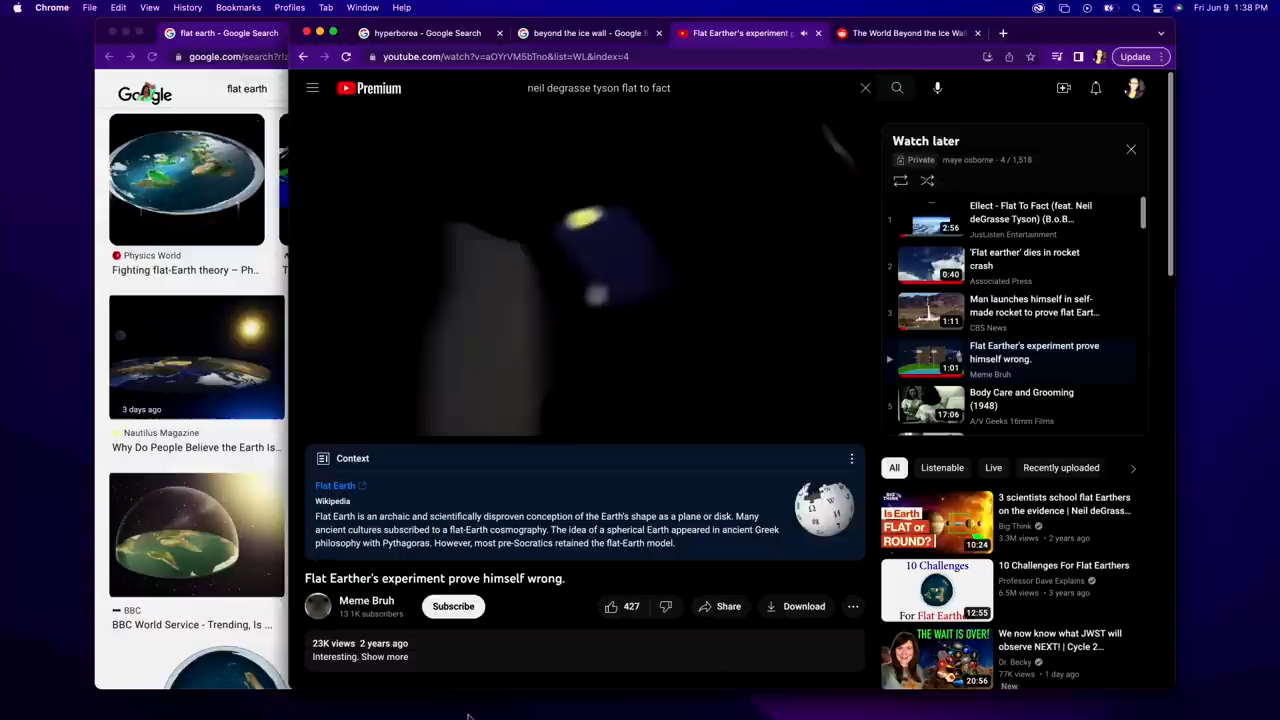 Chrome File Edit View History Bookmarks Profiles Tab Window Help
Fri Jun 9 1:38 PM
flat earth - Google Search
hyperborea - Google Search
beyond the ice wall - Google S
Flat Earther's experiment p
The World Beyond the Ice Wal
google.com/search?rlz
youtube.com/watch?v=aOYrVM5bTno&list=WL&index=4
Update
Google
flat earth
Physics World
Fighting flat-Earth theory – Ph...
3 days ago
Nautilus Magazine
Why Do People Believe the Earth Is...
BBC
BBC World Service - Trending, Is ...
Premium
neil degrasse tyson flat to fact
Watch later
Private maye osborne - 4 / 1,518
1
2:56
Ellect - Flat To Fact (feat. Neil
deGrasse Tyson) (B.o.B...
JusListen Entertainment
2
0:40
'Flat earther' dies in rocket
crash
Associated Press
3
1:11
Man launches himself in self-
made rocket to prove flat Eart...
CBS News
1:01
Flat Earther's experiment prove
himself wrong.
Meme Bruh
5
17:06
Body Care and Grooming
(1948)
A/V Geeks 16mm Films
Context
Flat Earth
Wikipedia
Flat Earth is an archaic and scientifically disproven conception of the Earth's shape as a plane or disk. Many
ancient cultures subscribed to a flat-Earth cosmography. The idea of a spherical Earth appeared in ancient Greek
philosophy with Pythagoras. However, most pre-Socratics retained the flat-Earth model.
Flat Earther's experiment prove himself wrong.
Meme Bruh
13.1K subscribers
Subscribe
427
Share
Download
23K views 2 years ago
Interesting. Show more
All
Listenable
Live
Recently uploaded
BIG THINK
Is Earth
FLAT or
ROUND?
10:24
3 scientists school flat Earthers
on the evidence | Neil deGrass...
Big Think
3.3M views • 2 years ago
10 Challenges
For Flat Earthers
12:55
10 Challenges For Flat Earthers
Professor Dave Explains
6.5M views • 3 years ago
THE WAIT IS OVER!
20:56
We now know what JWST will
observe NEXT! | Cycle 2...
Dr. Becky
77K views • 1 day ago
New